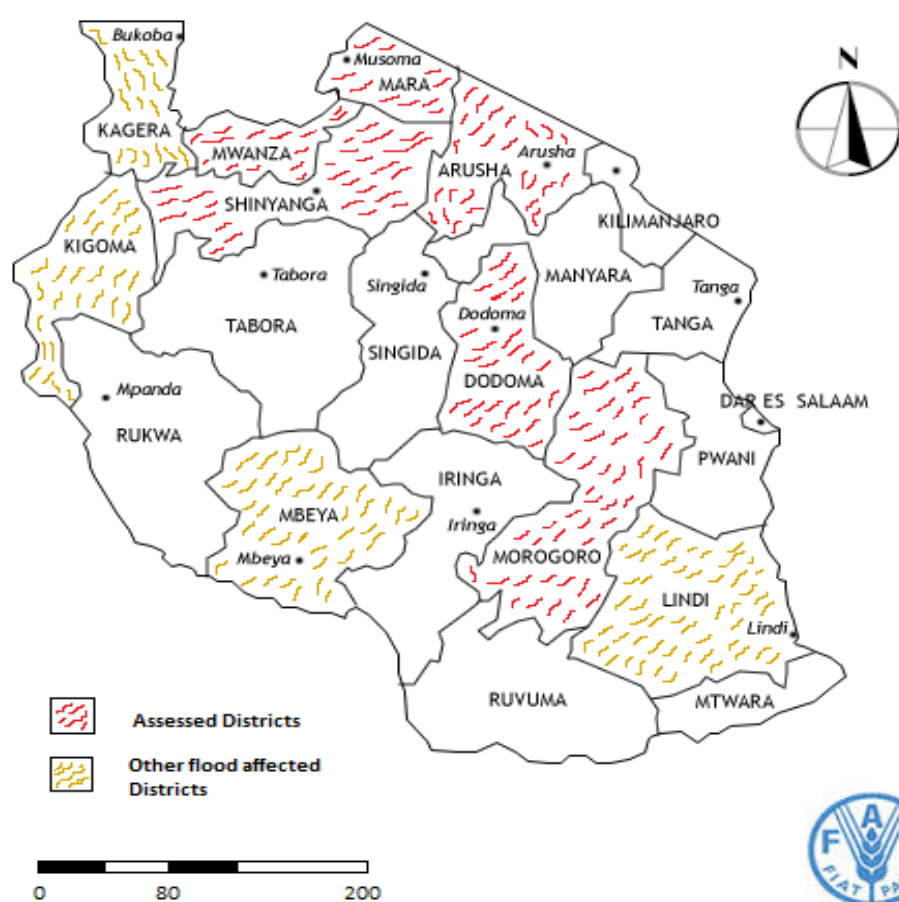 Bukoba
Musoma
MARA
N
KAGERA
MWANZA
Arusha
ARUSHA
SHINYANGA
KILIMANJARO
KIGOMA
Tabora
Singida
MANYARA
Tanga
TABORA
Dodoma
TANGA
SINGIDA
DODOMA
Mpanda
DAR ES SALAAM
RUKWA
PWANI
IRINGA
MBEYA
Iringa
Mbeya
MOROGORO
LINDI
Lindi
RUVUMA
MTWARA
Assessed Districts
Other flood affected
Districts
0 80 200
F A
FIAT PA